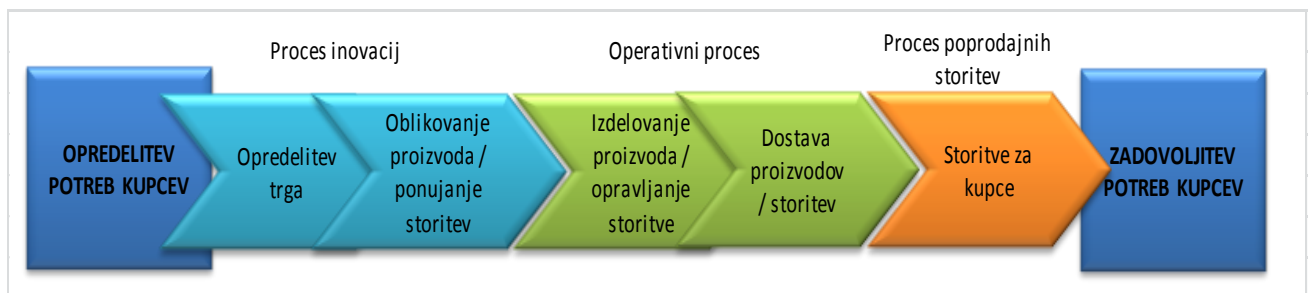 Proces inovacij
Operativni proces
Proces poprodajnih
storitev
OPREDELITEV
POTREB KUPCEV
Opredelitev
trga
Oblikovanje
proizvoda /
ponujanje
storitev
Izdelovanje
proizvoda /
opravljanje
storitve
Dostava
proizvodov
/ storitev
Storitve za
kupce
ZADOVOLJITEV
POTREB KUPCEV